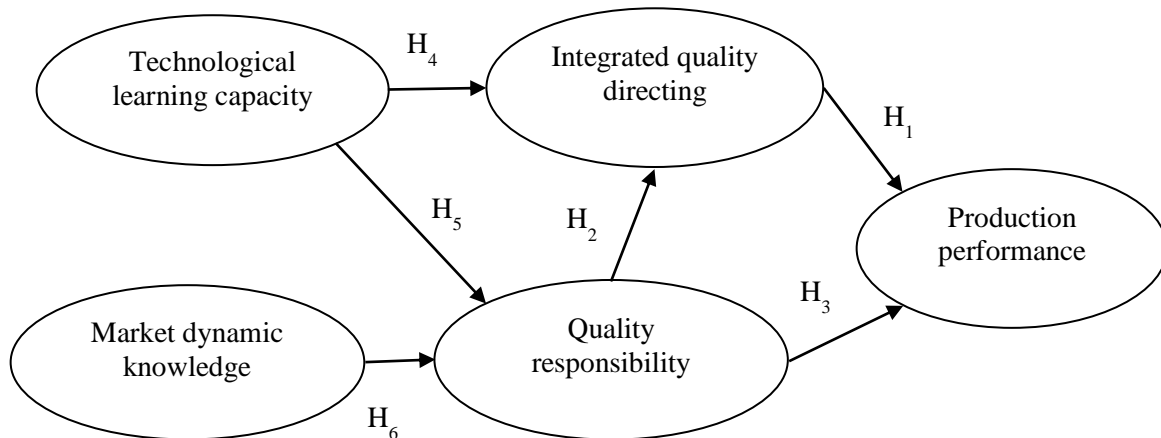 Technological
learning capacity
H4
Integrated quality
directing
H1
H5
H2
Production
performance
Market dynamic
knowledge
H6
Quality
responsibility
H3